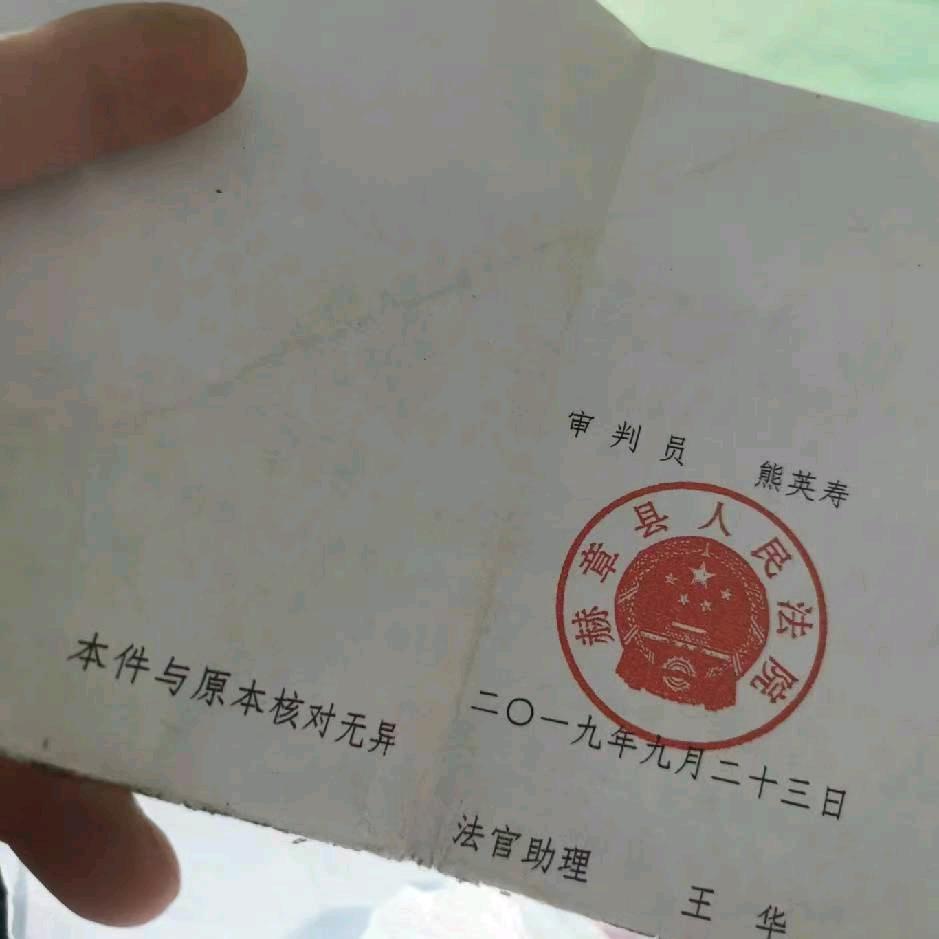 审判员 熊英寿
赫章县人民法院
二〇一九年九月二十三日
本件与原本核对无异
法官助理 王华